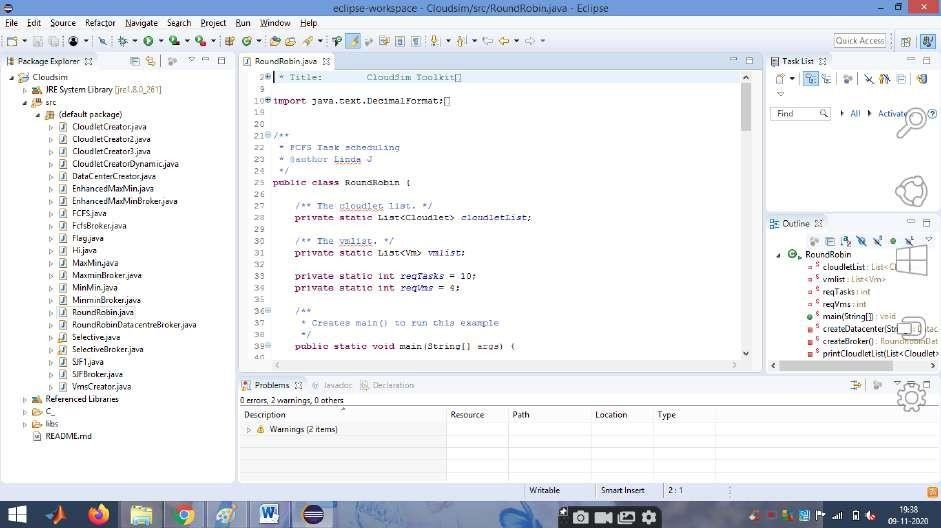 eclipse-workspace - Cloudsim/src/RoundRobin.java - Eclipse
File Edit Source Refactor Navigate Search Project Run Window Help
Quick Access
Package Explorer
Cloudsim
JRE System Library [jre1.8.0_261]
src
(default package)
CloudletCreator.java
CloudletCreator2.java
CloudletCreator3.java
CloudletCreatorDynamic.java
DataCenterCreator.java
EnhancedMaxMin.java
EnhancedMaxMinBroker.java
FCFS.java
FcfsBroker.java
Flag.java
Hi.java
MaxMin.java
MaxminBroker.java
MinMin.java
MinminBroker.java
RoundRobin.java
RoundRobinDatacentreBroker.java
Selective.java
SelectiveBroker.java
SJF1.java
SJFBroker.java
VmsCreator.java
Referenced Libraries
C_
libs
README.md
RoundRobin.java
2 * Title: CloudSim Toolkit
9
10 import java.text.DecimalFormat;
19
20
21 /**
22 * FCFS Task scheduling
23 * @author Linda J
24 */
25 public class RoundRobin {
26
27 /** The cloudlet list. */
28 private static List<Cloudlet> cloudletList;
29
30 /** The vmlist. */
31 private static List<Vm> vmlist;
32
33 private static int reqTasks = 10;
34 private static int reqVms = 4;
35
36 /**
37 * Creates main() to run this example
38 */
39 public static void main(String[] args) {
40
Task List
Find All Activate
Outline
RoundRobin
cloudletList : List<Cl
vmlist : List<Vm>
reqTasks : int
reqVms : int
main(String[]) : void
createDatacenter(String) : Datac
createBroker() : RoundRobinDat
printCloudletList(List<Cloudlet>
Problems Javadoc Declaration
0 errors, 2 warnings, 0 others
Description Resource Path Location Type
Warnings (2 items)
Writable Smart Insert 2 : 1
19:38
09-11-2020